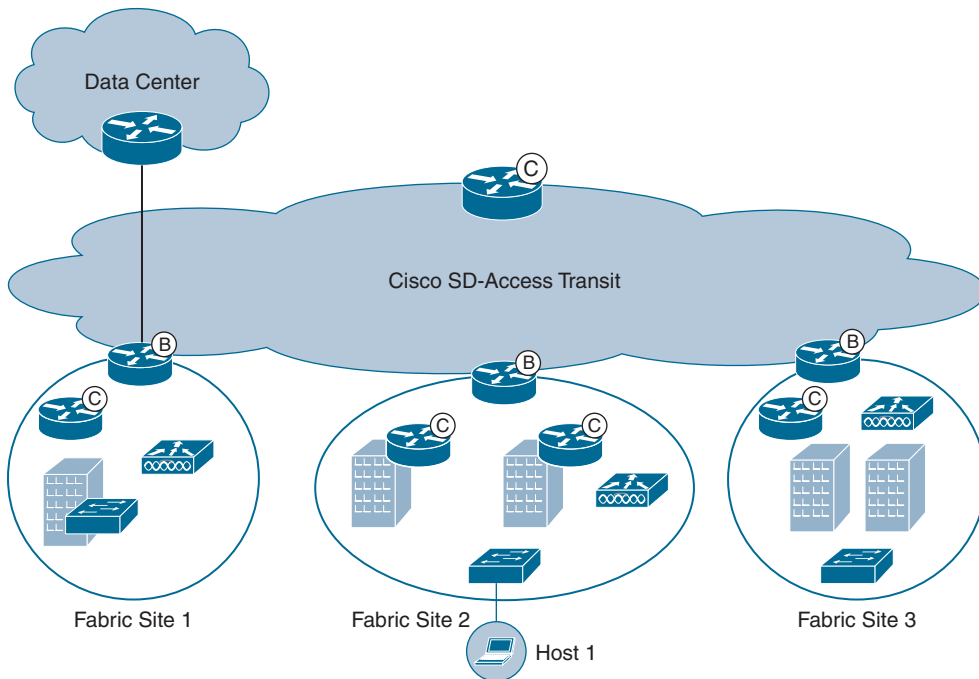 Data Center
C
Cisco SD-Access Transit
B
B
B
C
C
C
C
Fabric Site 1
Fabric Site 2
Fabric Site 3
Host 1